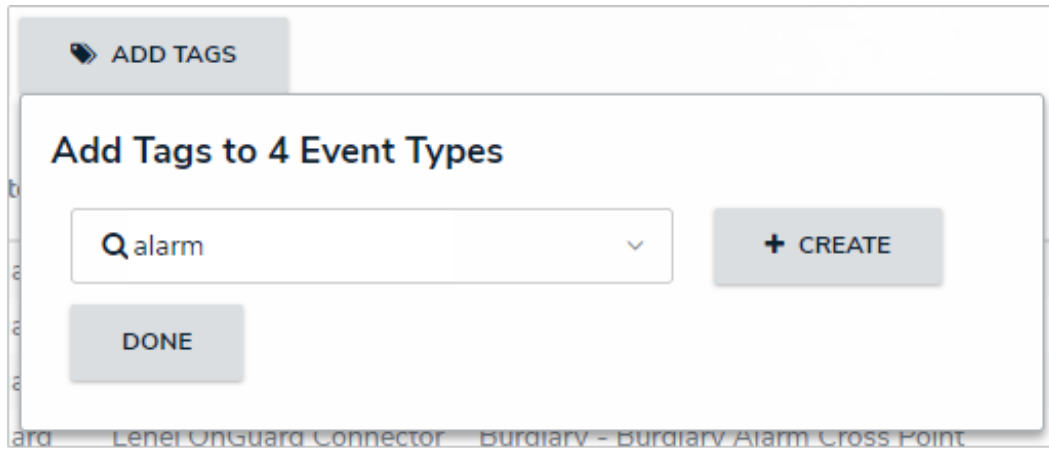 ADD TAGS
Add Tags to 4 Event Types
alarm
CREATE
DONE
ard Lenel OnGuard Connector Burglary - Burglary Alarm Cross Point